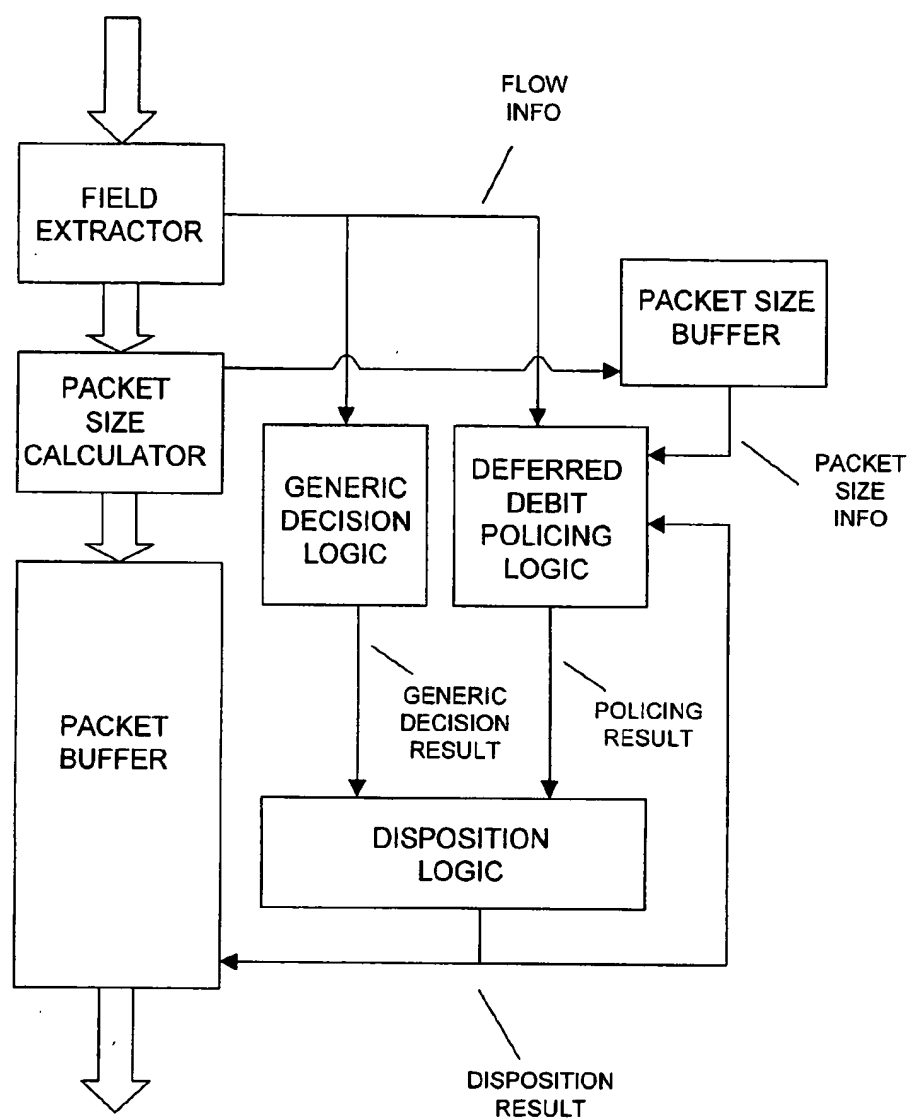 FLOW
INFO
FIELD
EXTRACTOR
PACKET SIZE
BUFFER
PACKET
SIZE
CALCULATOR
GENERIC
DECISION
LOGIC
DEFERRED
DEBIT
POLICING
LOGIC
PACKET
SIZE
INFO
PACKET
BUFFER
GENERIC
DECISION
RESULT
POLICING
RESULT
DISPOSITION
LOGIC
DISPOSITION
RESULT